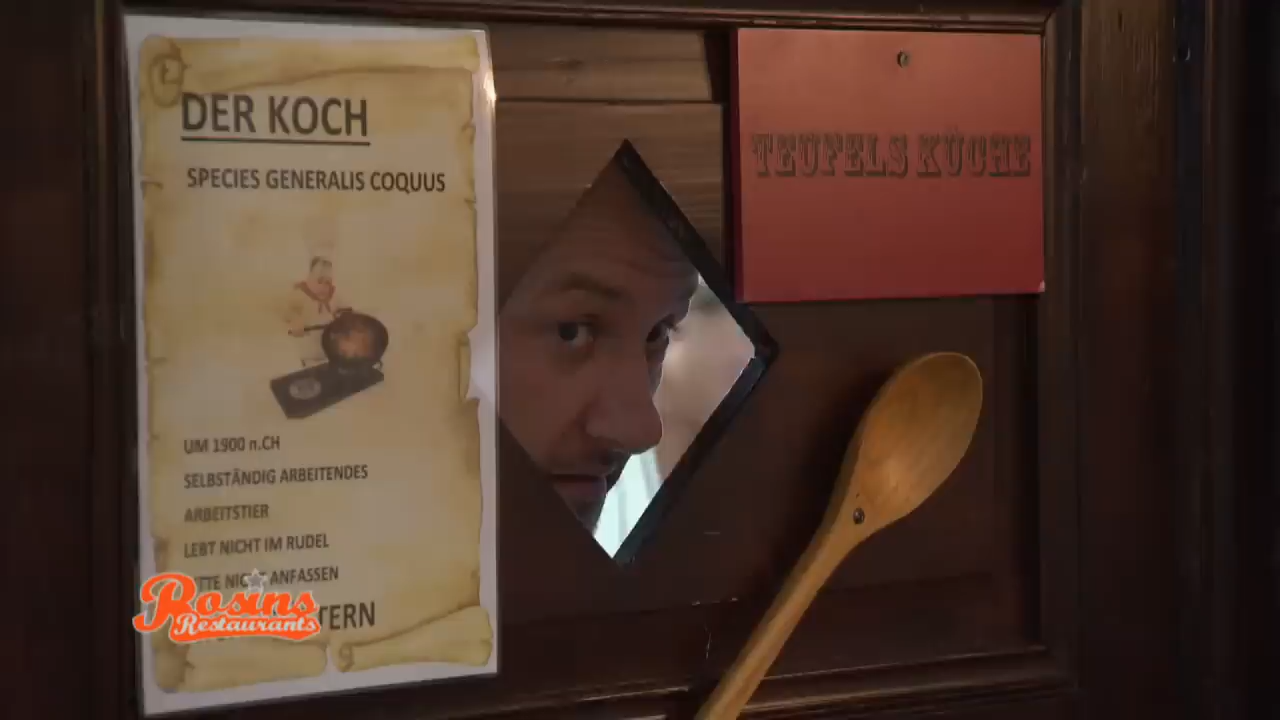 DER KOCH
SPECIES GENERALIS COQUUS
UM 1900 n.CH
SELBSTÄNDIG ARBEITENDES
ARBEITSTIER
LEBT NICHT IM RUDEL
ANFASSEN
TEUFELS KÜCHE
Rosins
Restaurants